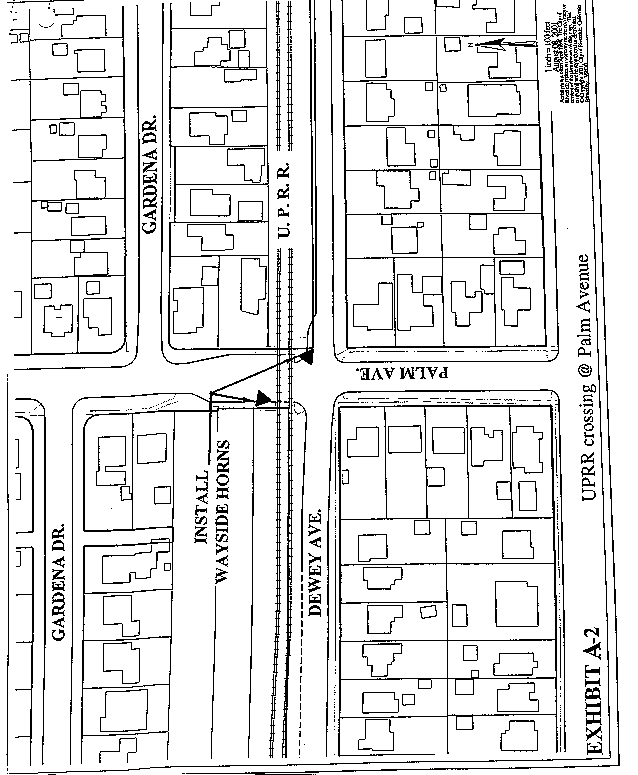 GARDENA DR.
U. P. R. R.
PALM AVE.
INSTALL
WAYSIDE HORNS
GARDENA DR.
DEWEY AVE.
UPRR crossing @ Palm Avenue
EXHIBIT A-2